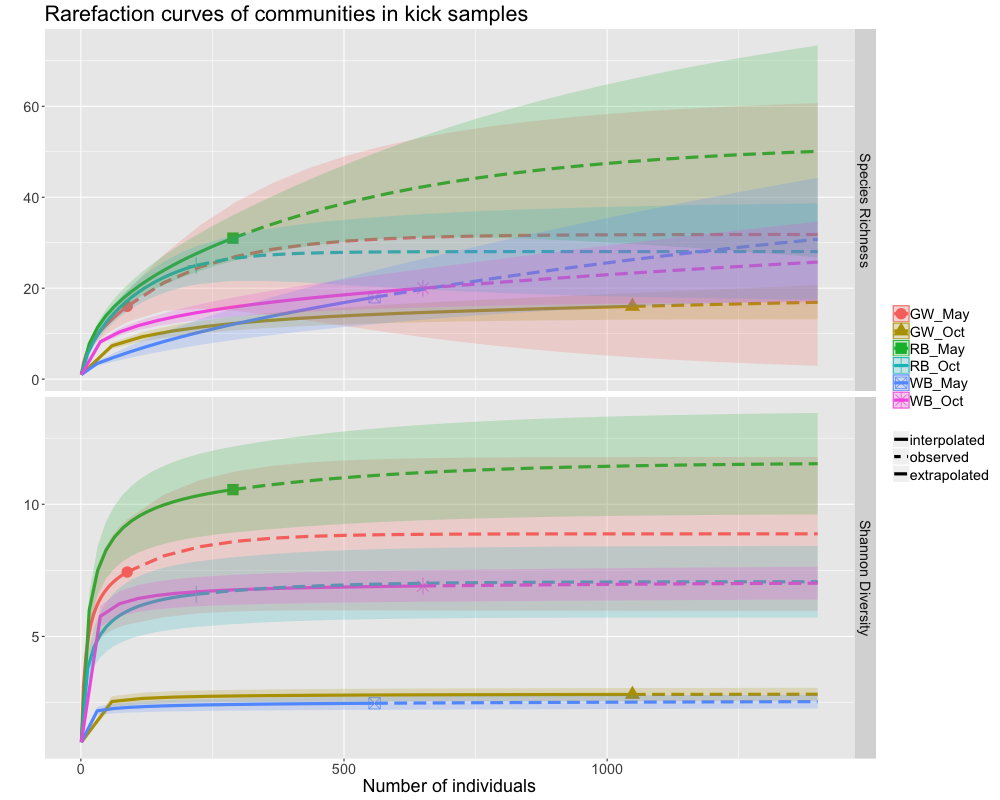 Rarefaction curves of communities in kick samples
60
40
20
0
Species Richness
10
5
Shannon Diversity
0
500
1000
Number of individuals
GW_May
GW_Oct
RB_May
RB_Oct
WB_May
WB_Oct
interpolated
observed
extrapolated